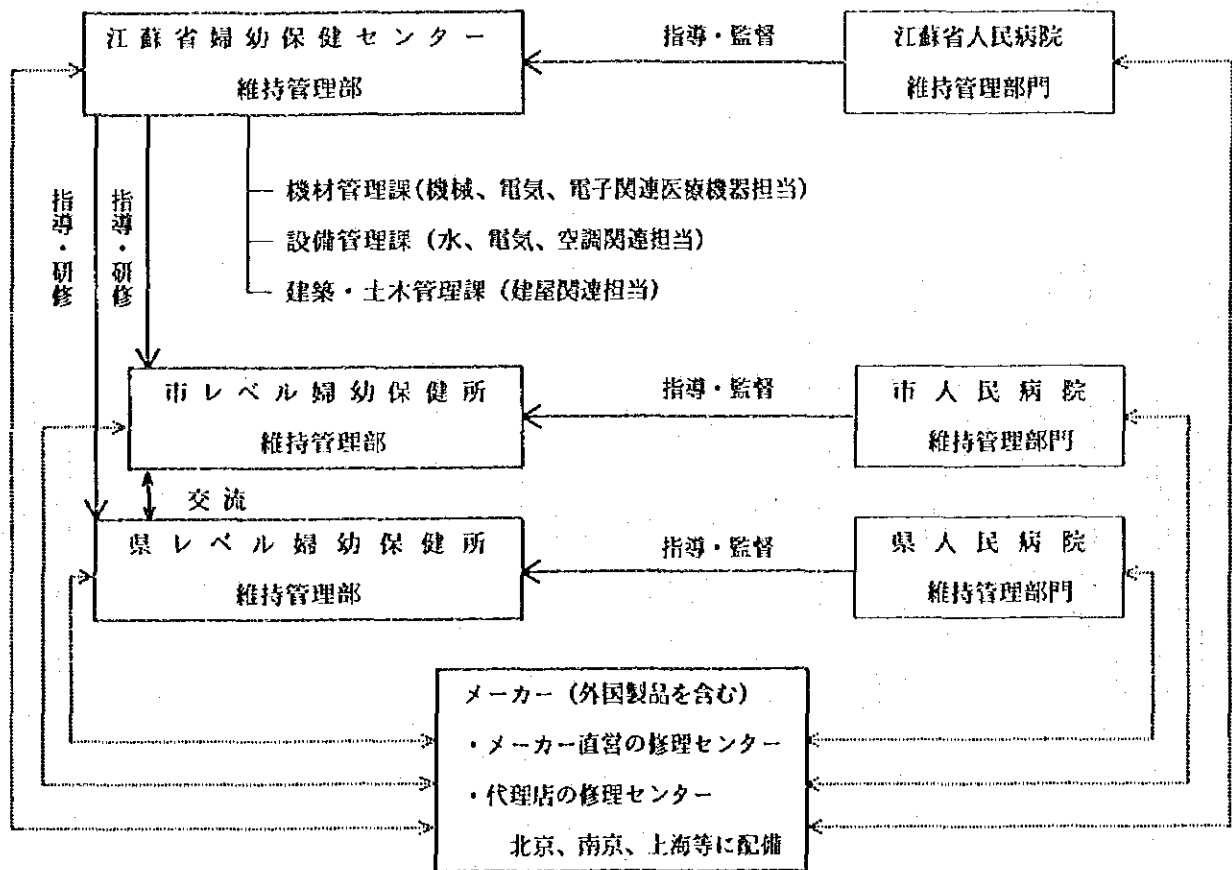 江蘇省婦幼保健センター
維持管理部
指導・監督
江蘇省人民病院
維持管理部門
指導・研修
指導・研修
機材管理課(機械、電気、電子関連医療機器担当)
設備管理課(水、電気、空調関連担当)
建築・土木管理課(建屋関連担当)
市レベル婦幼保健所
維持管理部
指導・監督
市人民病院
維持管理部門
交流
県レベル婦幼保健所
維持管理部
指導・監督
県人民病院
維持管理部門
メーカー(外国製品を含む)
・メーカー直営の修理センター
・代理店の修理センター
北京、南京、上海等に配備